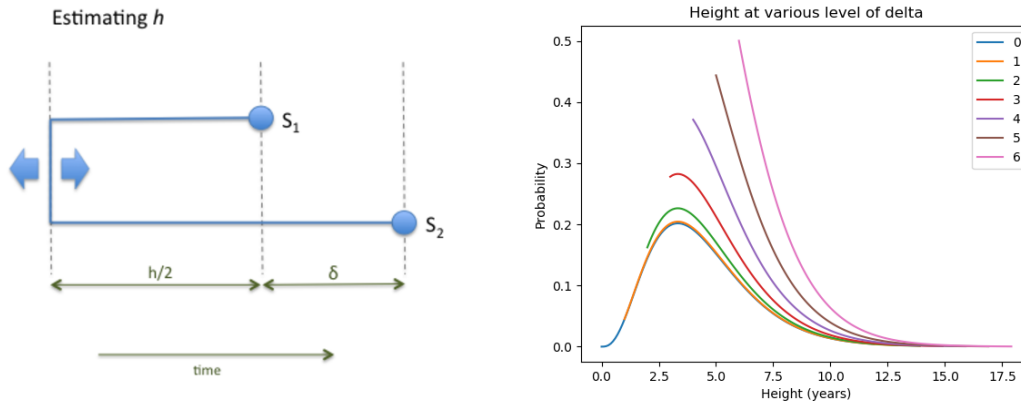 Estimating h
S1
S2
h/2
δ
time
Height at various level of delta
0.5
0.4
0.3
0.2
0.1
0.0
Probability
0.0
2.5
5.0
7.5
10.0
12.5
15.0
17.5
Height (years)
0
1
2
3
4
5
6